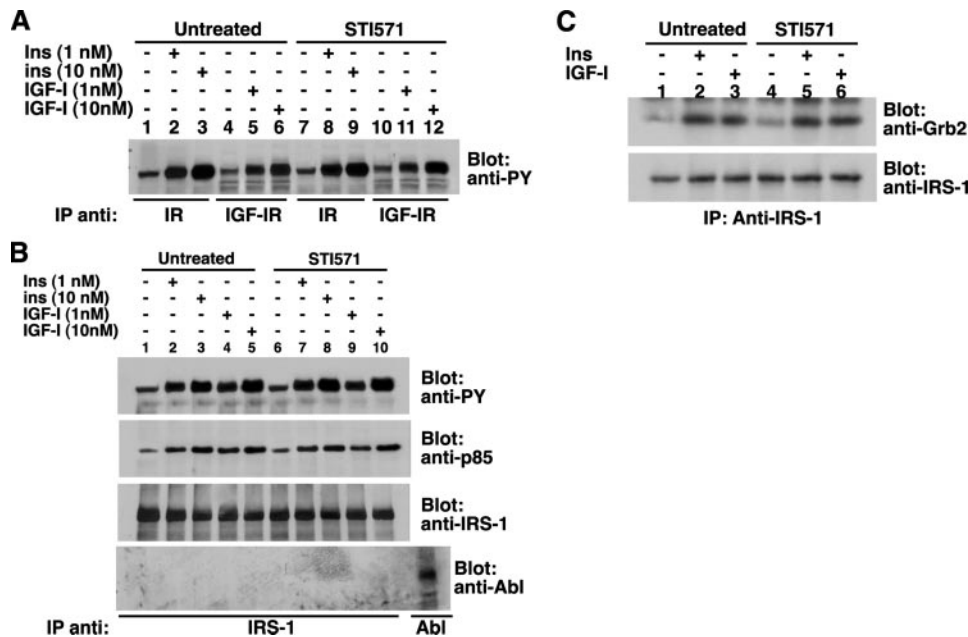 A
Untreated STI571
Ins (1 nM) - + - - - - - + - - - -
ins (10 nM) - - + - - - - - + - - -
IGF-I (1nM) - - - - + - - - - - + -
IGF-I (10nM) - - - - - + - - - - - +
1 2 3 4 5 6 7 8 9 10 11 12
Blot:
anti-PY
IP anti: IR IGF-IR IR IGF-IR
B
Untreated STI571
Ins (1 nM) - + - - - - + - - -
ins (10 nM) - - + - - - - + - -
IGF-I (1nM) - - - + - - - - + -
IGF-I (10nM) - - - - + - - - - +
1 2 3 4 5 6 7 8 9 10
Blot:
anti-PY
Blot:
anti-p85
Blot:
anti-IRS-1
Blot:
anti-Abl
IP anti: IRS-1 Abl
C
Untreated STI571
Ins - + - - + -
IGF-I - - + - - +
1 2 3 4 5 6
Blot:
anti-Grb2
Blot:
anti-IRS-1
IP: Anti-IRS-1